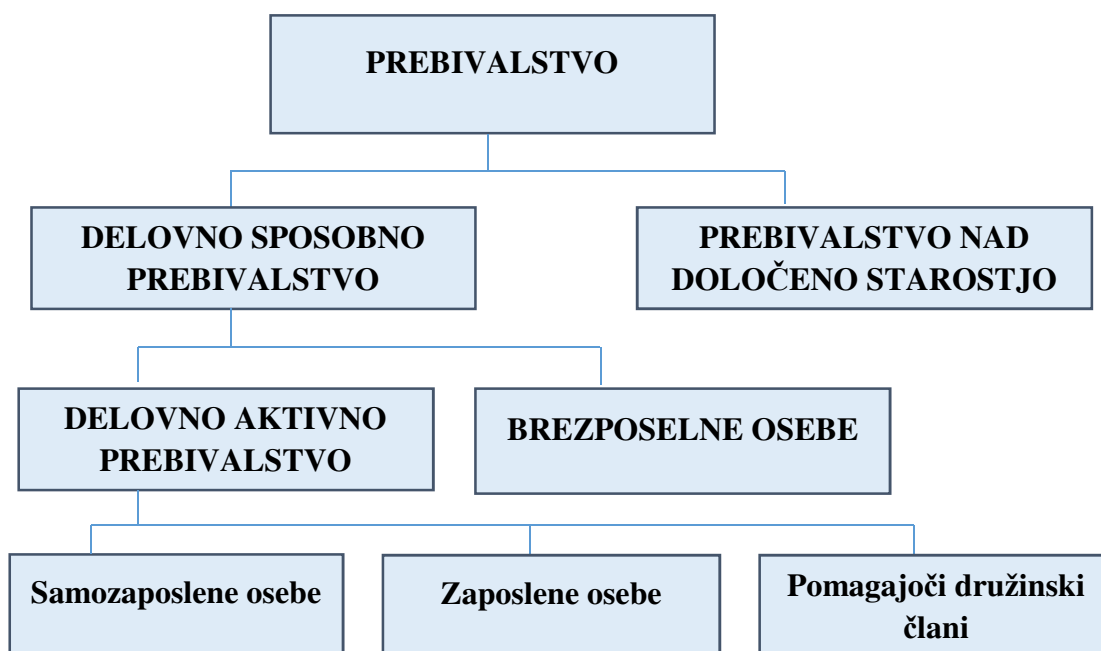 PREBIVALSTVO
DELOVNO SPOSOBNO
PREBIVALSTVO
PREBIVALSTVO NAD
DOLOČENO STAROSTJO
DELOVNO AKTIVNO
PREBIVALSTVO
BREZPOSELNE OSEBE
Samozaposlene osebe
Zaposlene osebe
Pomagajoči družinski
člani